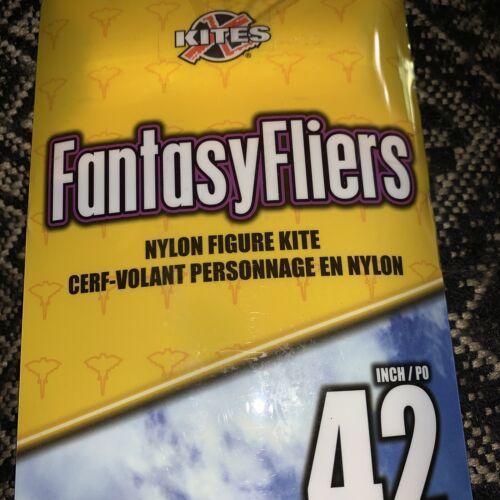 KITES
FantasyFliers
NYLON FIGURE KITE
CERF-VOLANT PERSONNAGE EN NYLON
INCH / PO
42